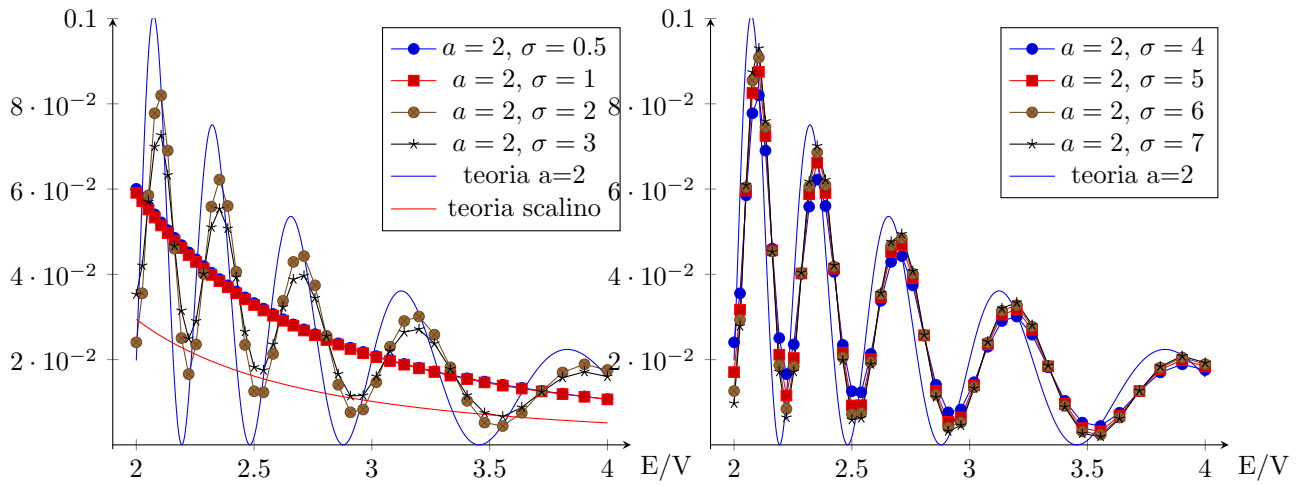 0.1
8 · 10⁻²
6 · 10⁻²
4 · 10⁻²
2 · 10⁻²
2
2.5
3
3.5
4
E/V
a = 2, σ = 0.5
a = 2, σ = 1
a = 2, σ = 2
a = 2, σ = 3
teoria a=2
teoria scalino
0.1
8 · 10⁻²
6 · 10⁻²
4 · 10⁻²
2 · 10⁻²
2
2.5
3
3.5
4
E/V
a = 2, σ = 4
a = 2, σ = 5
a = 2, σ = 6
a = 2, σ = 7
teoria a=2